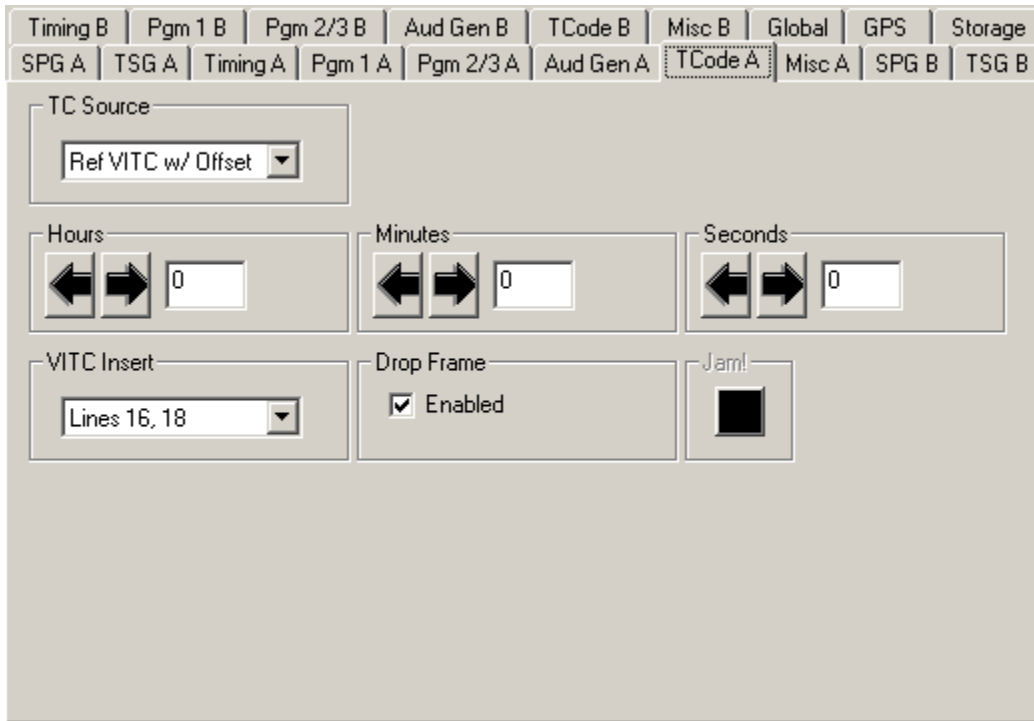 Timing B Pgm 1 B Pgm 2/3 B Aud Gen B TCode B Misc B Global GPS Storage
SPG A TSG A Timing A Pgm 1 A Pgm 2/3 A Aud Gen A TCode A Misc A SPG B TSG B
TC Source
Ref VITC w/ Offset
Hours Minutes Seconds
0 0 0
VITC Insert Drop Frame Jam!
Lines 16, 18 Enabled